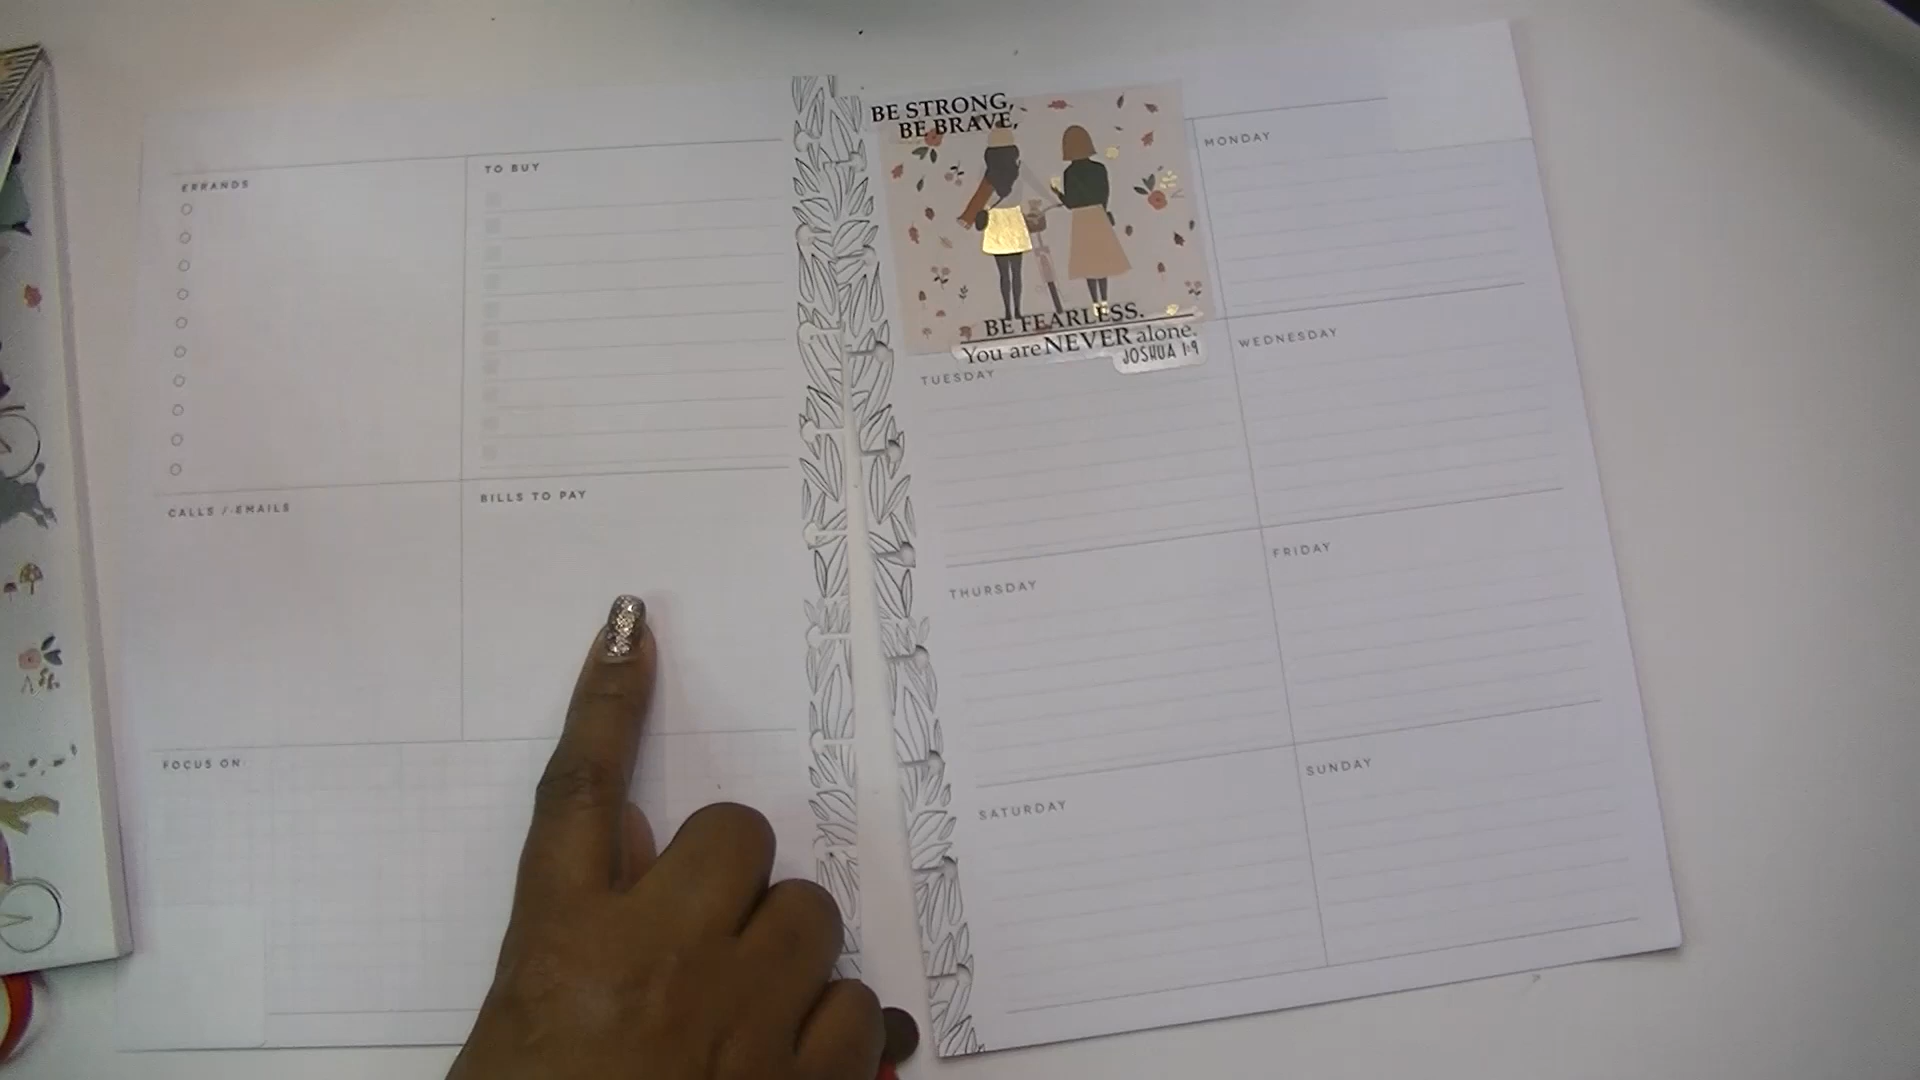 ERRANDS
TO BUY
CALLS / EMAILS
BILLS TO PAY
FOCUS ON:
BE STRONG,
BE BRAVE,
BE FEARLESS.
You are NEVER alone.
JOSHUA 1:9
MONDAY
TUESDAY
WEDNESDAY
THURSDAY
FRIDAY
SATURDAY
SUNDAY